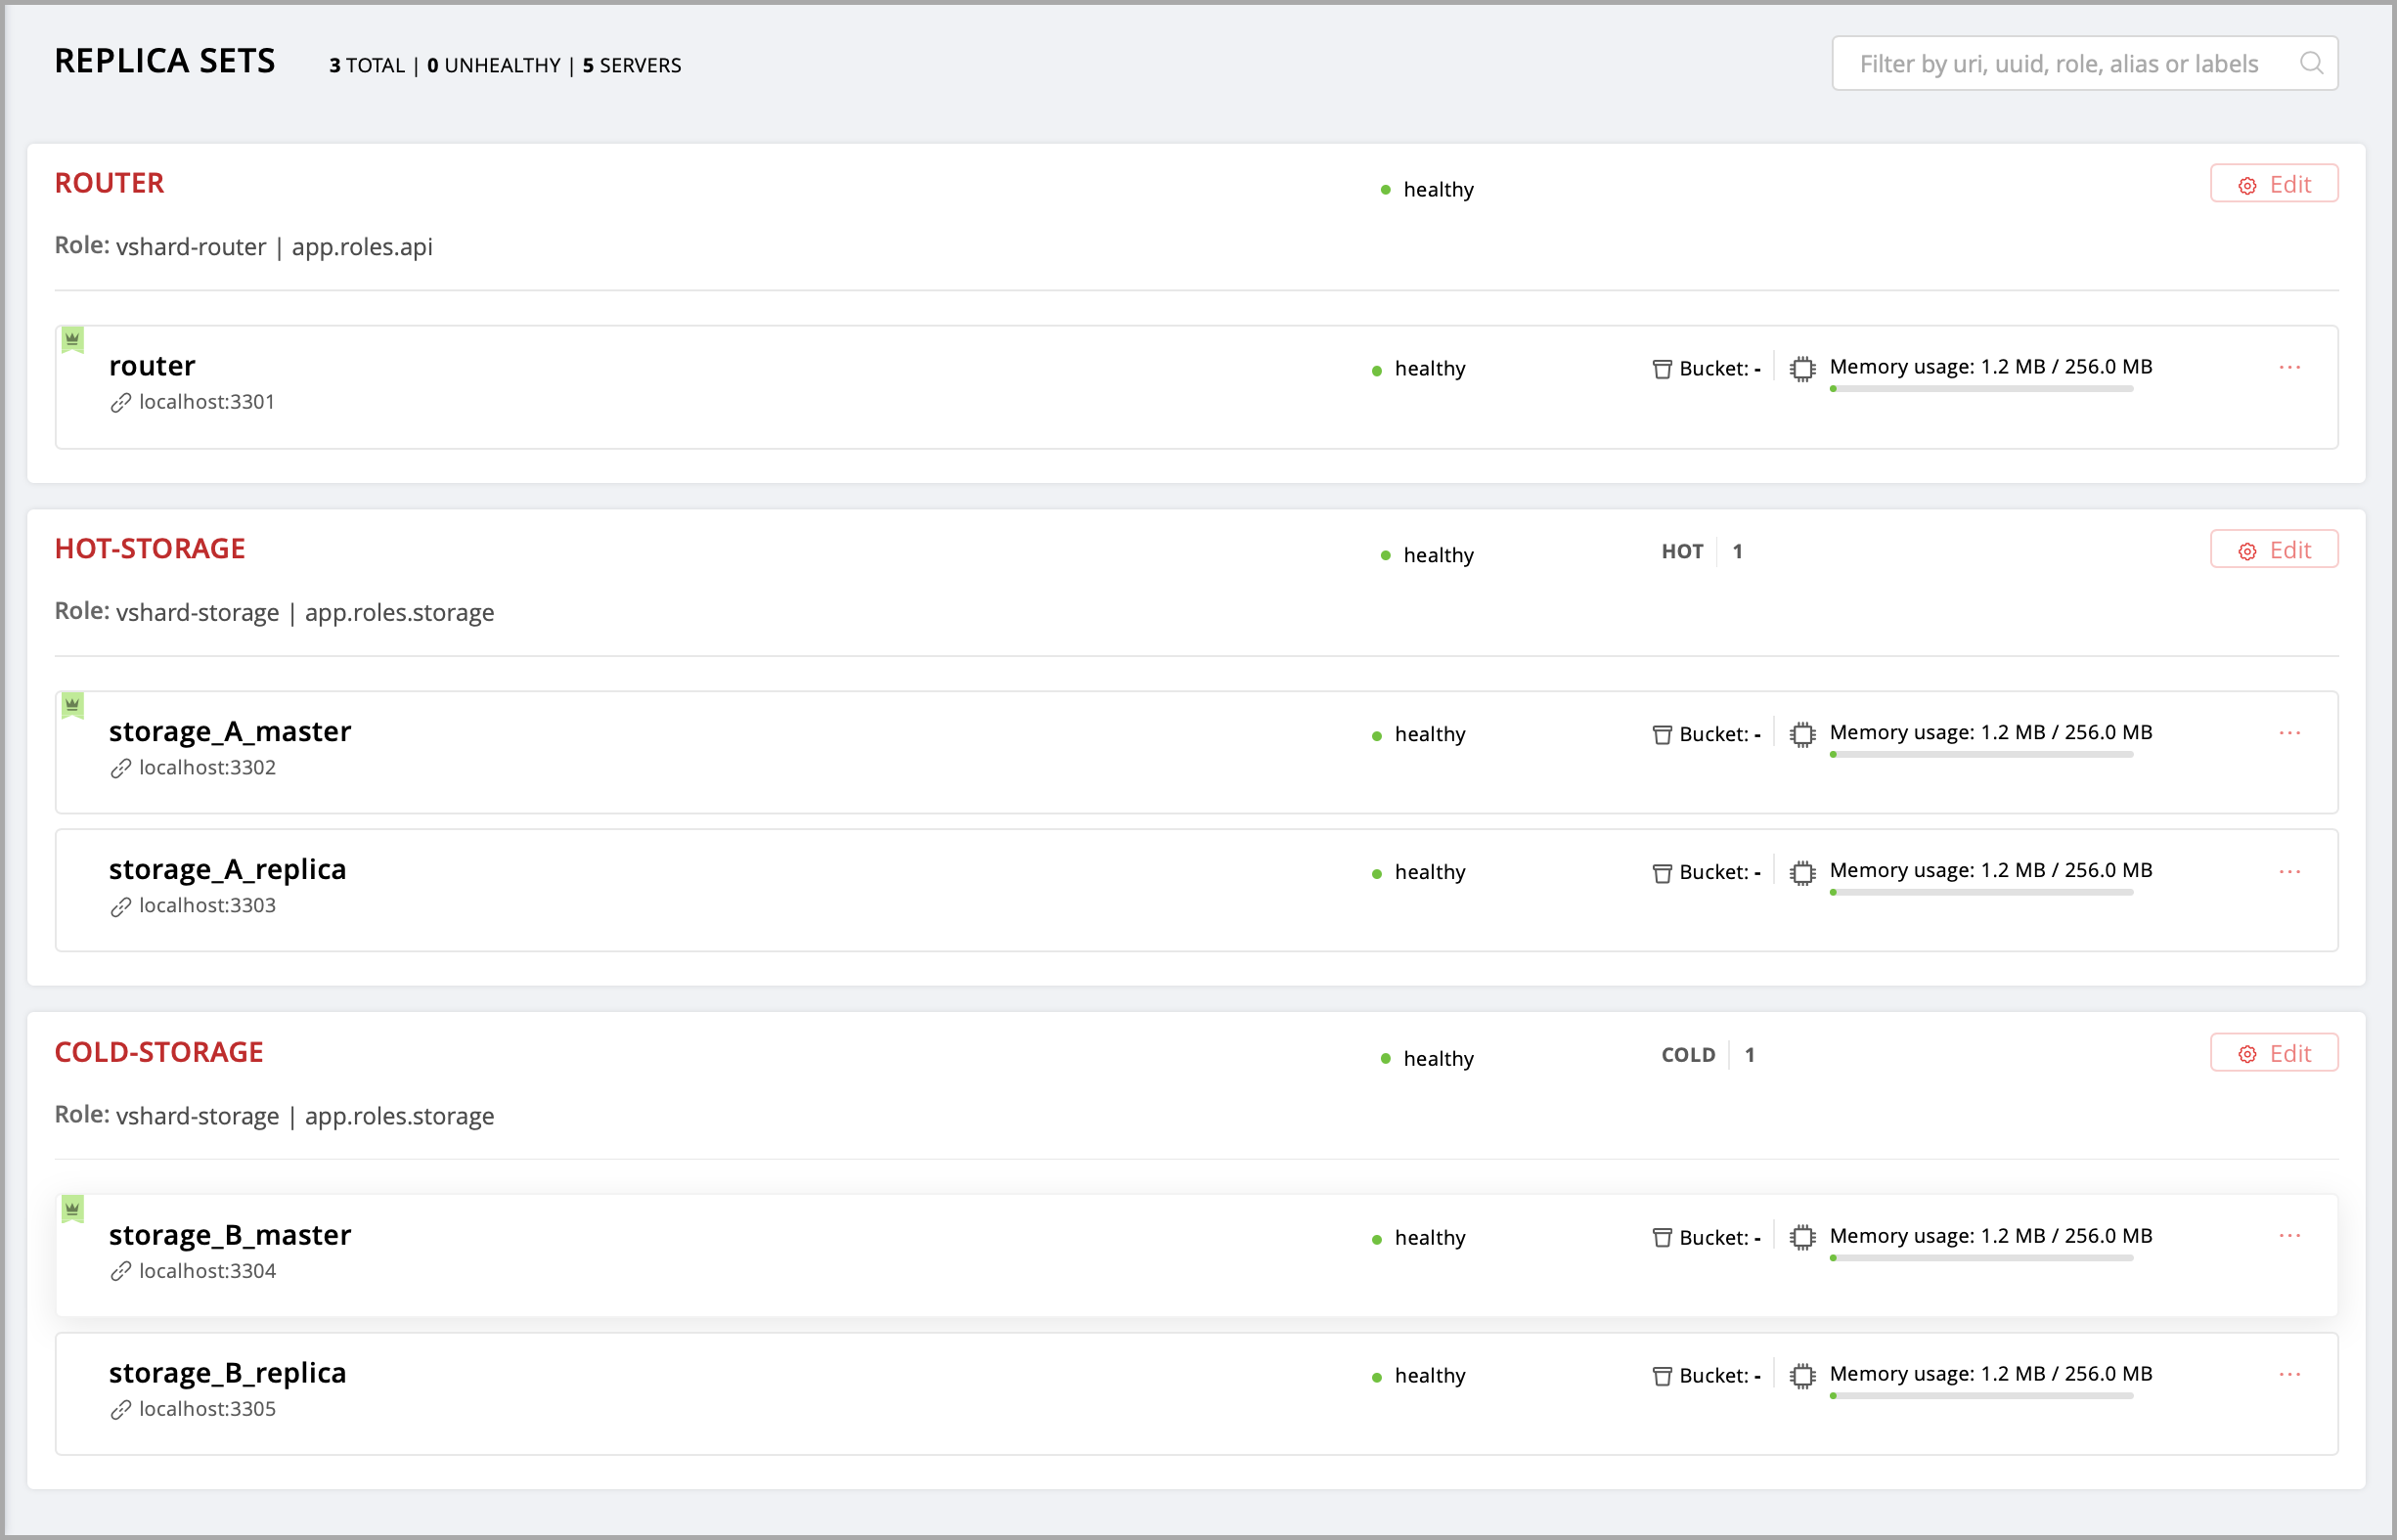 REPLICA SETS 3 TOTAL | 0 UNHEALTHY | 5 SERVERS Filter by uri, uuid, role, alias or labels
ROUTER healthy Edit
Role: vshard-router | app.roles.api
router healthy Bucket: - Memory usage: 1.2 MB / 256.0 MB ...
localhost:3301
HOT-STORAGE healthy HOT 1 Edit
Role: vshard-storage | app.roles.storage
storage_A_master healthy Bucket: - Memory usage: 1.2 MB / 256.0 MB ...
localhost:3302
storage_A_replica healthy Bucket: - Memory usage: 1.2 MB / 256.0 MB ...
localhost:3303
COLD-STORAGE healthy COLD 1 Edit
Role: vshard-storage | app.roles.storage
storage_B_master healthy Bucket: - Memory usage: 1.2 MB / 256.0 MB ...
localhost:3304
storage_B_replica healthy Bucket: - Memory usage: 1.2 MB / 256.0 MB ...
localhost:3305